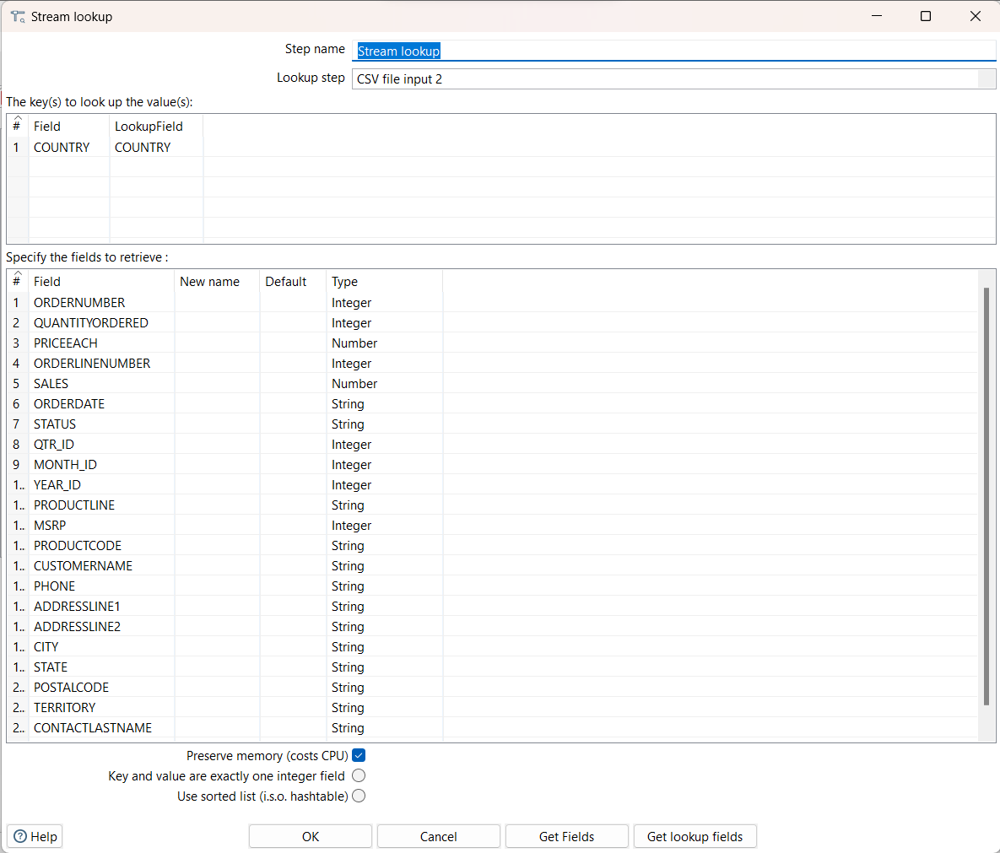 Stream lookup
Step name Stream lookup
Lookup step CSV file input 2
The key(s) to look up the value(s):
# Field LookupField
1 COUNTRY COUNTRY
Specify the fields to retrieve :
# Field New name Default Type
1 ORDERNUMBER Integer
2 QUANTITYORDERED Integer
3 PRICEEACH Number
4 ORDERLINENUMBER Integer
5 SALES Number
6 ORDERDATE String
7 STATUS String
8 QTR_ID Integer
9 MONTH_ID Integer
1.. YEAR_ID Integer
1.. PRODUCTLINE String
1.. MSRP Integer
1.. PRODUCTCODE String
1.. CUSTOMERNAME String
1.. PHONE String
1.. ADDRESSLINE1 String
1.. ADDRESSLINE2 String
1.. CITY String
1.. STATE String
2.. POSTALCODE String
2.. TERRITORY String
2.. CONTACTLASTNAME String
Preserve memory (costs CPU)
Key and value are exactly one integer field
Use sorted list (i.s.o. hashtable)
Help OK Cancel Get Fields Get lookup fields